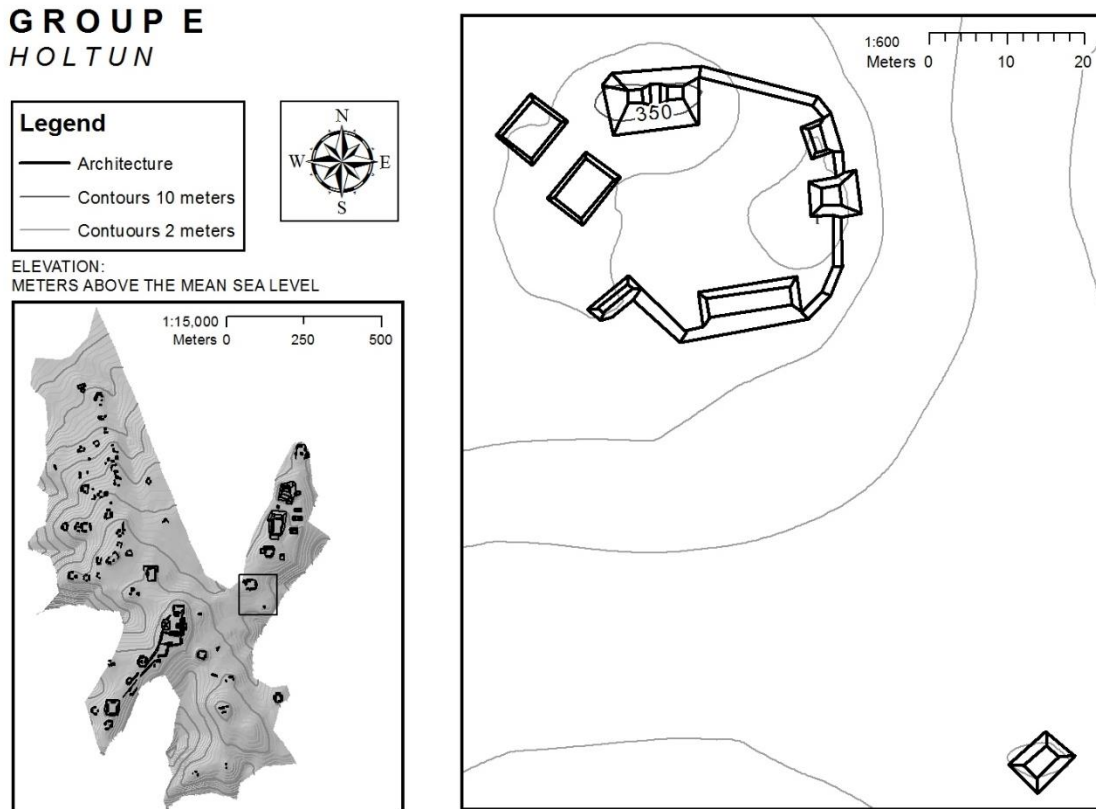 GROUP E
HOLTUN
Legend
Architecture
Contours 10 meters
Contuours 2 meters
N
W E
S
ELEVATION:
METERS ABOVE THE MEAN SEA LEVEL
1:15,000
Meters 0 250 500
1:600
Meters 0 10 20
350